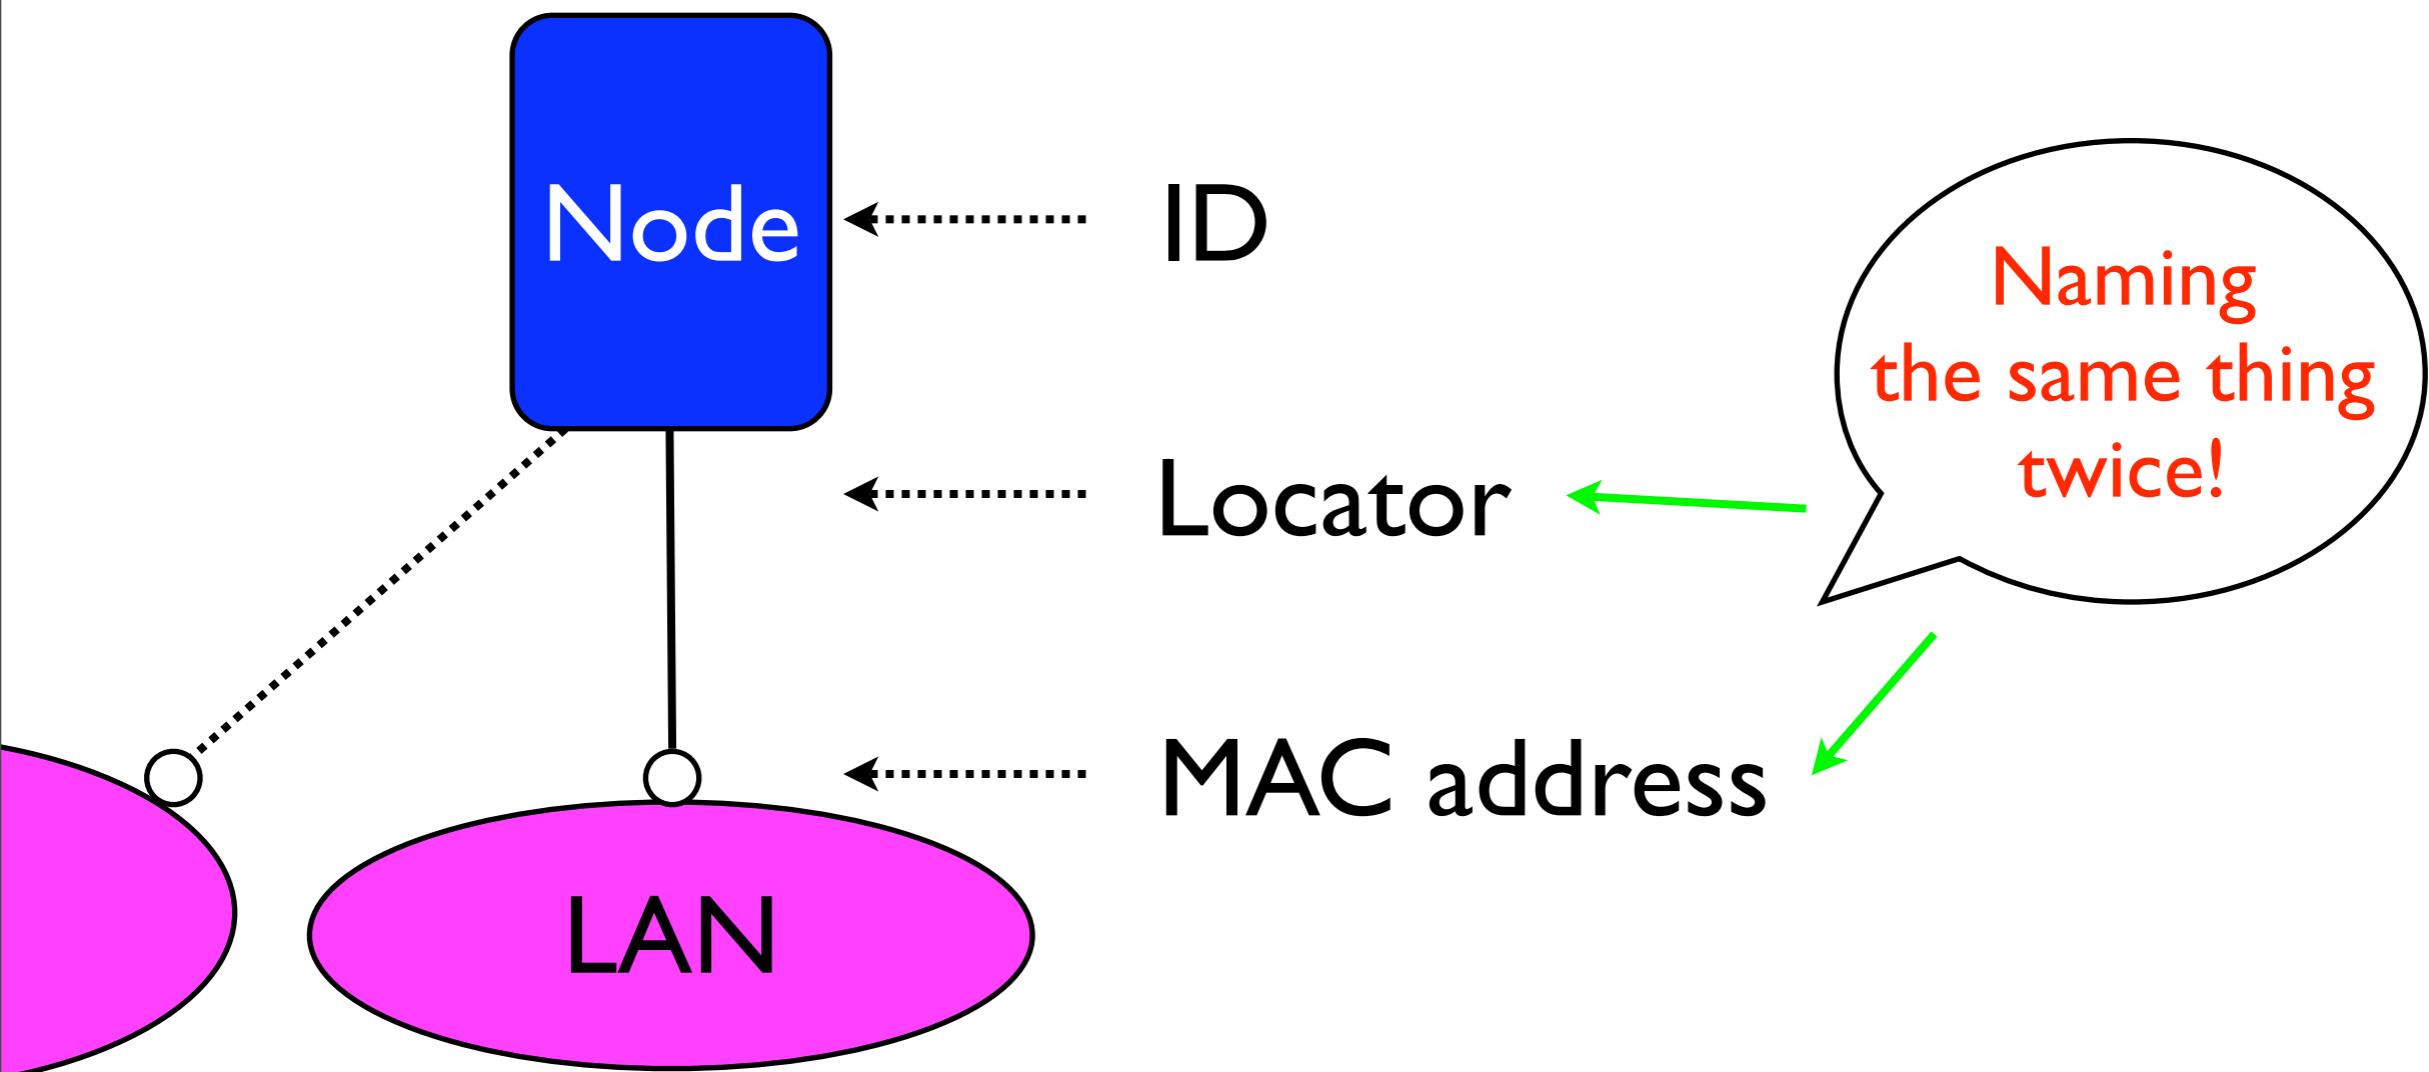 Node
ID
Naming
the same thing
twice!
Locator
MAC address
LAN